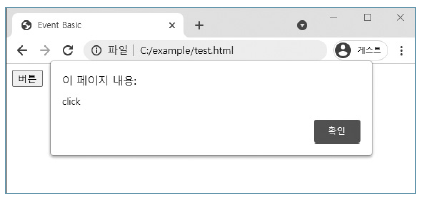 Event Basic
파일 C:/example/test.html 게스트
버튼
이 페이지 내용:
click
확인